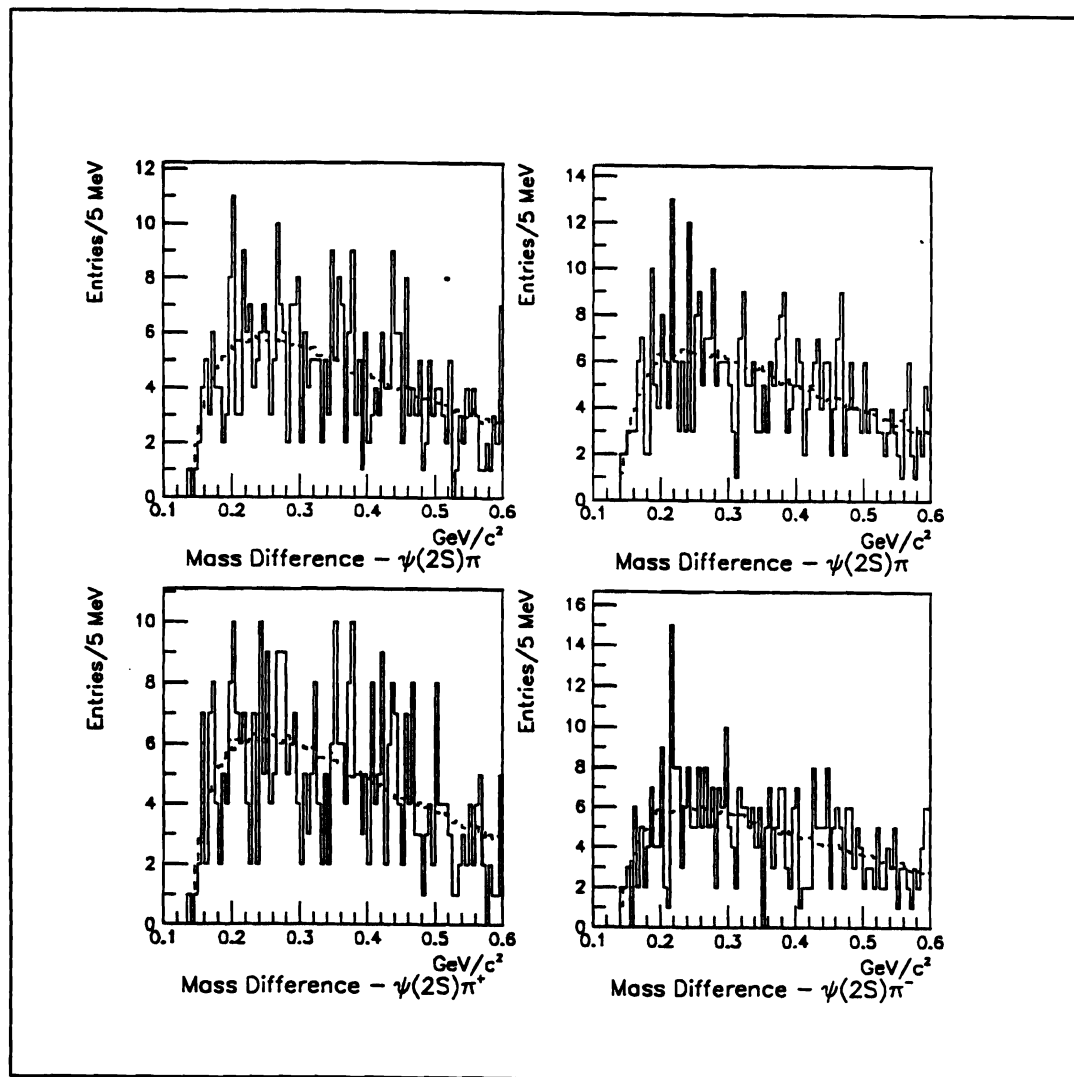 12
10
8
6
4
2
0
Entries/5 MeV
0.1 0.2 0.3 0.4 0.5 0.6
GeV/c²
Mass Difference – ψ(2S)π
14
12
10
8
6
4
2
0
Entries/5 MeV
0.1 0.2 0.3 0.4 0.5 0.6
GeV/c²
Mass Difference – ψ(2S)π
10
8
6
4
2
0
Entries/5 MeV
0.1 0.2 0.3 0.4 0.5 0.6
GeV/c²
Mass Difference – ψ(2S)π⁺
16
14
12
10
8
6
4
2
0
Entries/5 MeV
0.1 0.2 0.3 0.4 0.5 0.6
GeV/c²
Mass Difference – ψ(2S)π⁻